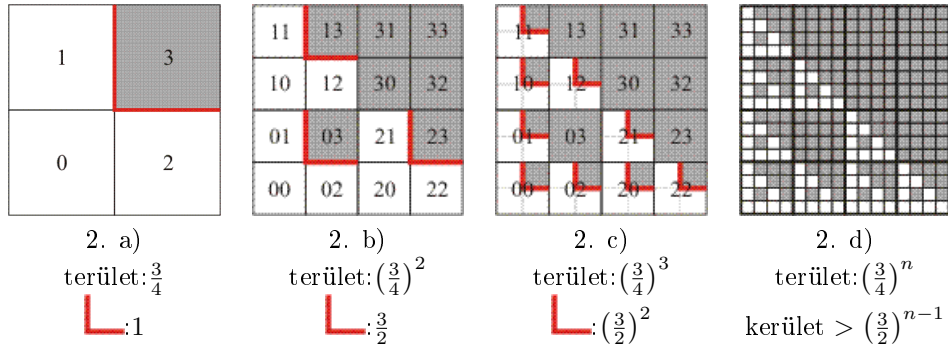 1 3
0 2
11 13 31 33
10 12 30 32
01 03 21 23
00 02 20 22
11 13 31 33
10 12 30 32
01 03 21 23
00 02 20 22
2. a) 2. b) 2. c) 2. d)
terület:3/4 terület:(3/4)^2 terület:(3/4)^3 terület:(3/4)^n
:1 :3/2 :(3/2)^2 kerület > (3/2)^{n−1}